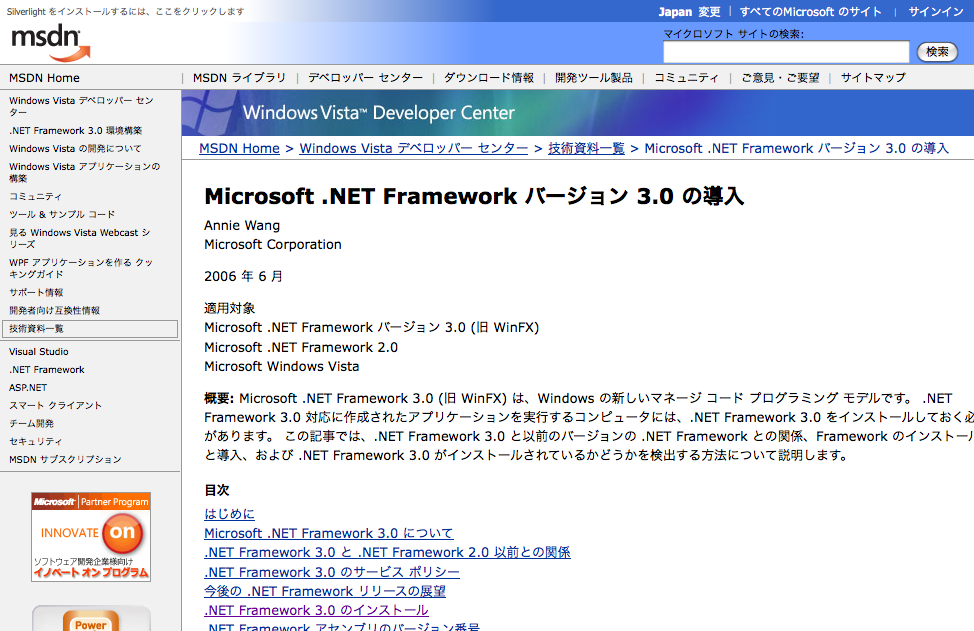 Silverlight をインストールするには、ここをクリックします
Japan 変更 | すべてのMicrosoft のサイト | サインイン
msdn
マイクロソフト サイトの検索:
検索
MSDN Home
| MSDN ライブラリ | デベロッパー センター | ダウンロード情報 | 開発ツール製品 | コミュニティ | ご意見・ご要望 | サイトマップ
Windows Vista デベロッパー セン
ター
.NET Framework 3.0 環境構築
Windows Vista の開発について
Windows Vista アプリケーションの
構築
コミュニティ
ツール & サンプル コード
見る Windows Vista Webcast シ
リーズ
WPF アプリケーションを作る クッ
キングガイド
サポート情報
開発者向け互換性情報
技術資料一覧
Visual Studio
.NET Framework
ASP.NET
スマート クライアント
チーム開発
セキュリティ
MSDN サブスクリプション
Microsoft Partner Program
INNOVATE on
ソフトウェア開発企業様向け
イノベート オン プログラム
Power
Windows Vista™ Developer Center
MSDN Home > Windows Vista デベロッパー センター > 技術資料一覧 > Microsoft .NET Framework バージョン 3.0 の導入
Microsoft .NET Framework バージョン 3.0 の導入
Annie Wang
Microsoft Corporation
2006 年 6 月
適用対象
Microsoft .NET Framework バージョン 3.0 (旧 WinFX)
Microsoft .NET Framework 2.0
Microsoft Windows Vista
概要: Microsoft .NET Framework 3.0 (旧 WinFX) は、Windows の新しいマネージ コード プログラミング モデルです。 .NET
Framework 3.0 対応に作成されたアプリケーションを実行するコンピュータには、.NET Framework 3.0 をインストールしておく必
があります。 この記事では、.NET Framework 3.0 と以前のバージョンの .NET Framework との関係、Framework のインストール
と導入、および .NET Framework 3.0 がインストールされているかどうかを検出する方法について説明します。
目次
はじめに
Microsoft .NET Framework 3.0 について
.NET Framework 3.0 と .NET Framework 2.0 以前との関係
.NET Framework 3.0 のサービス ポリシー
今後の .NET Framework リリースの展望
.NET Framework 3.0 のインストール
.NET Framework アセンブリのバージョン番号